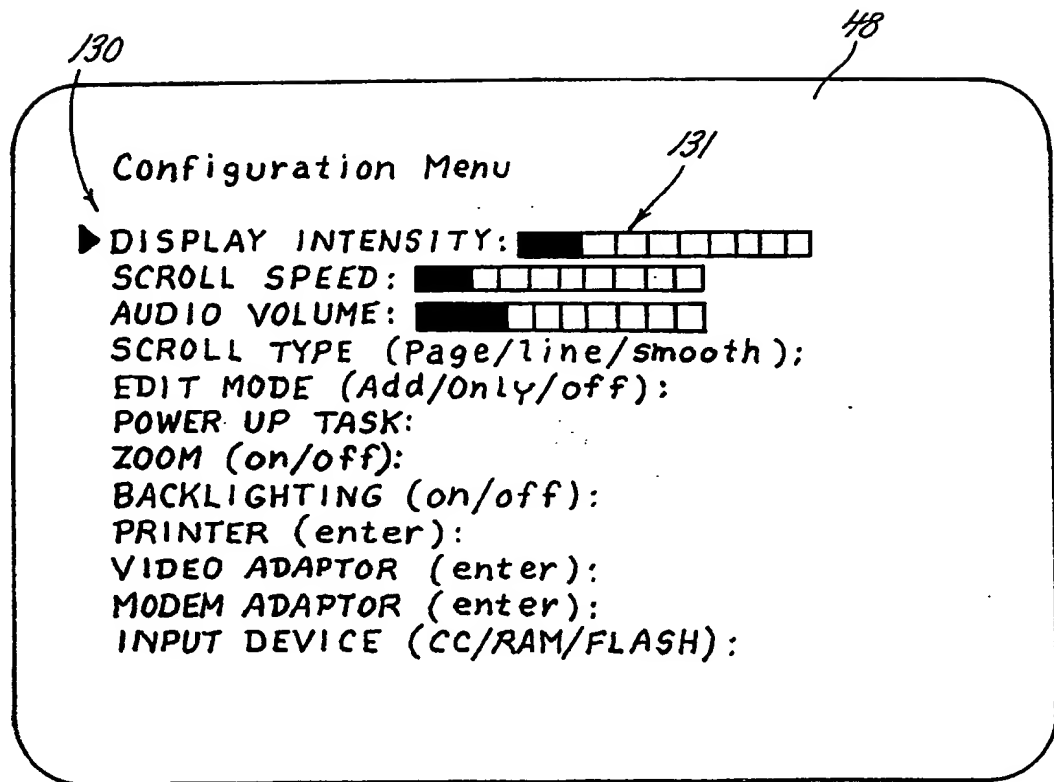 130
48
Configuration Menu
131
DISPLAY INTENSITY:
SCROLL SPEED:
AUDIO VOLUME:
SCROLL TYPE (Page/line/smooth):
EDIT MODE (Add/Only/off):
POWER UP TASK:
ZOOM (on/off):
BACKLIGHTING (on/off):
PRINTER (enter):
VIDEO ADAPTOR (enter):
MODEM ADAPTOR (enter):
INPUT DEVICE (CC/RAM/FLASH):